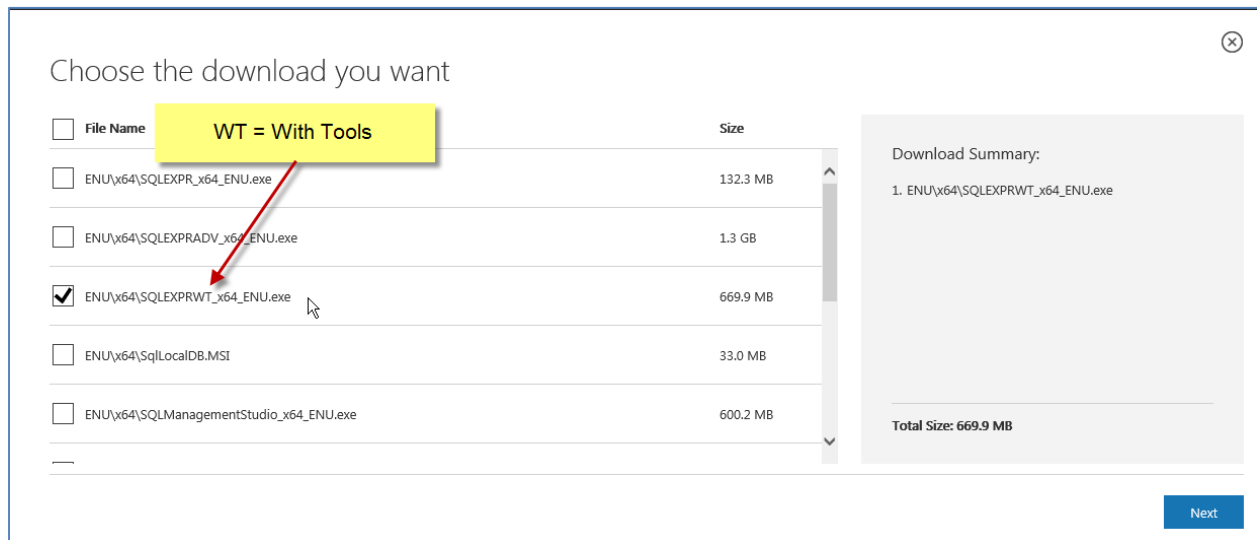 Choose the download you want
File Name
WT = With Tools
Size
ENU\x64\SQLEXPR_x64_ENU.exe
132.3 MB
ENU\x64\SQLEXPRADV_x64_ENU.exe
1.3 GB
ENU\x64\SQLEXPRWT_x64_ENU.exe
669.9 MB
ENU\x64\SqlLocalDB.MSI
33.0 MB
ENU\x64\SQLManagementStudio_x64_ENU.exe
600.2 MB
Download Summary:
1. ENU\x64\SQLEXPRWT_x64_ENU.exe
Total Size: 669.9 MB
Next